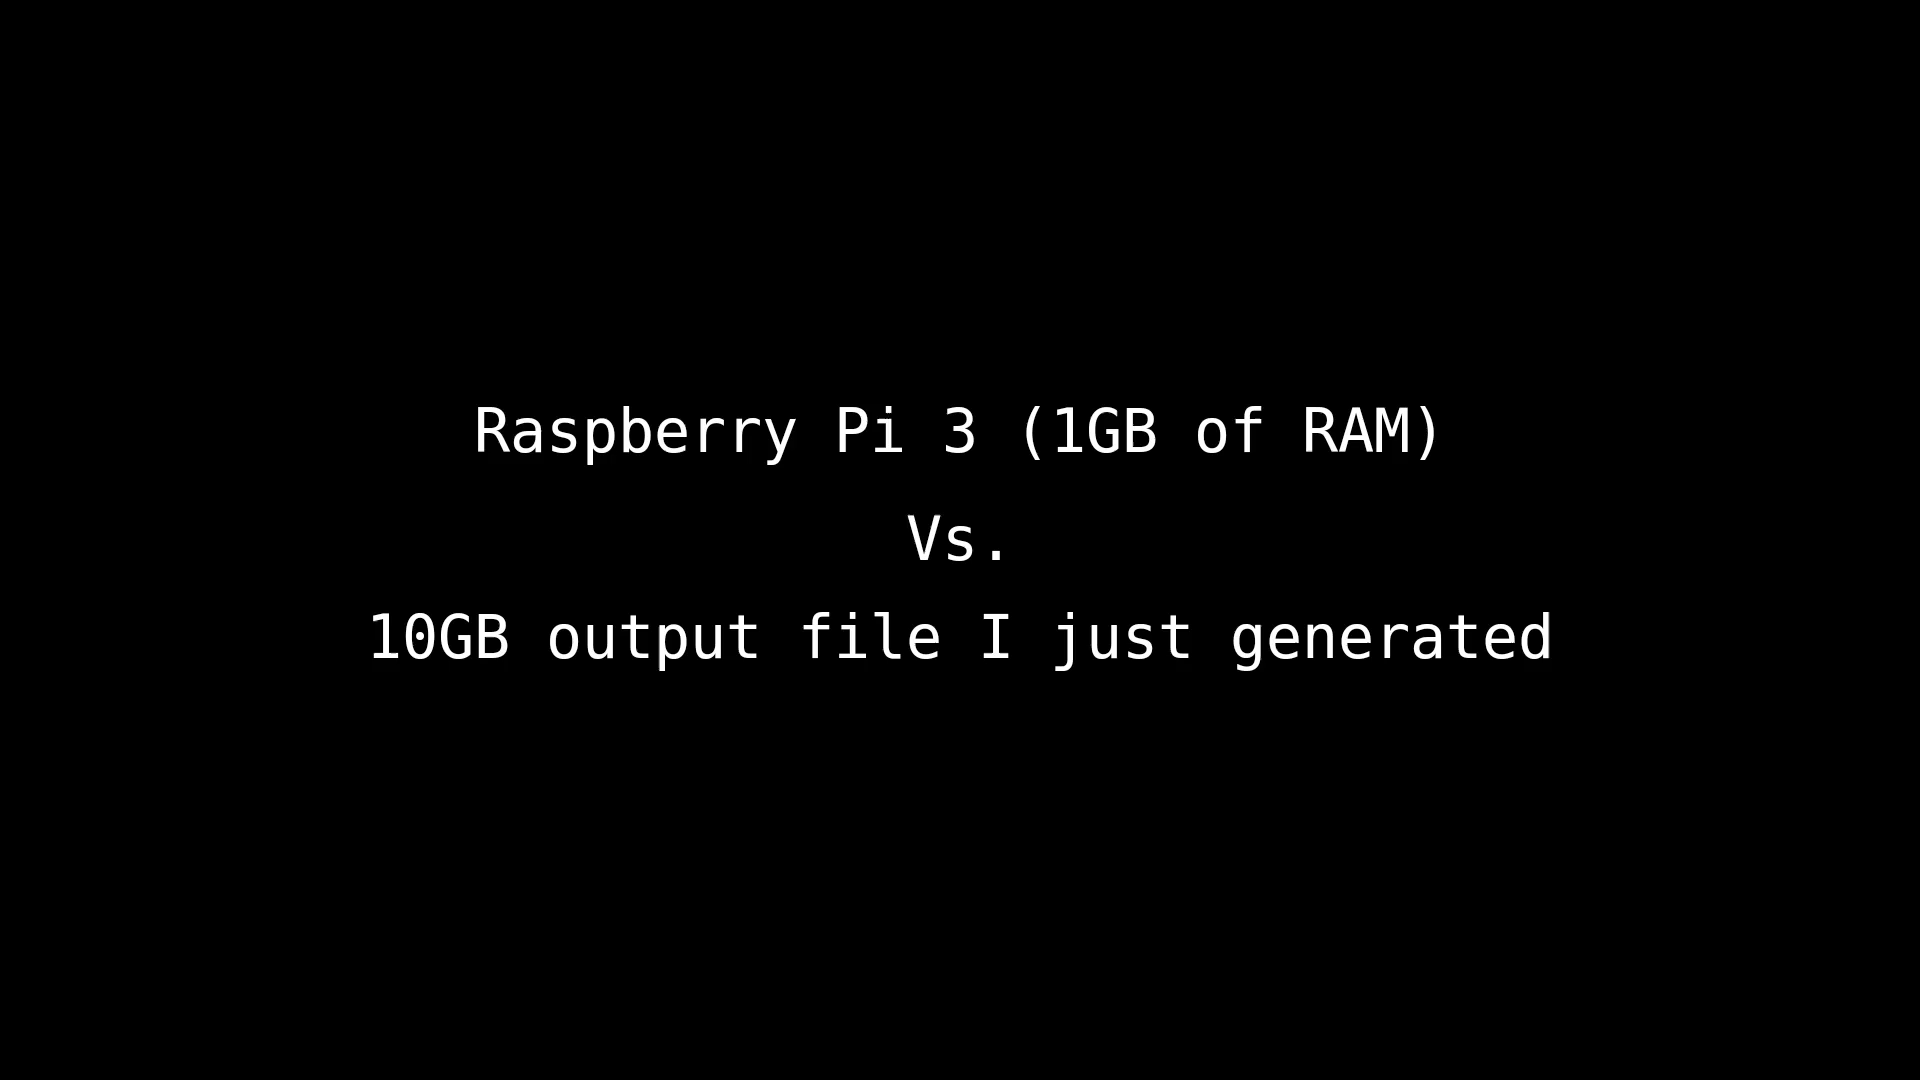 Raspberry Pi 3 (1GB of RAM)
Vs.
10GB output file I just generated